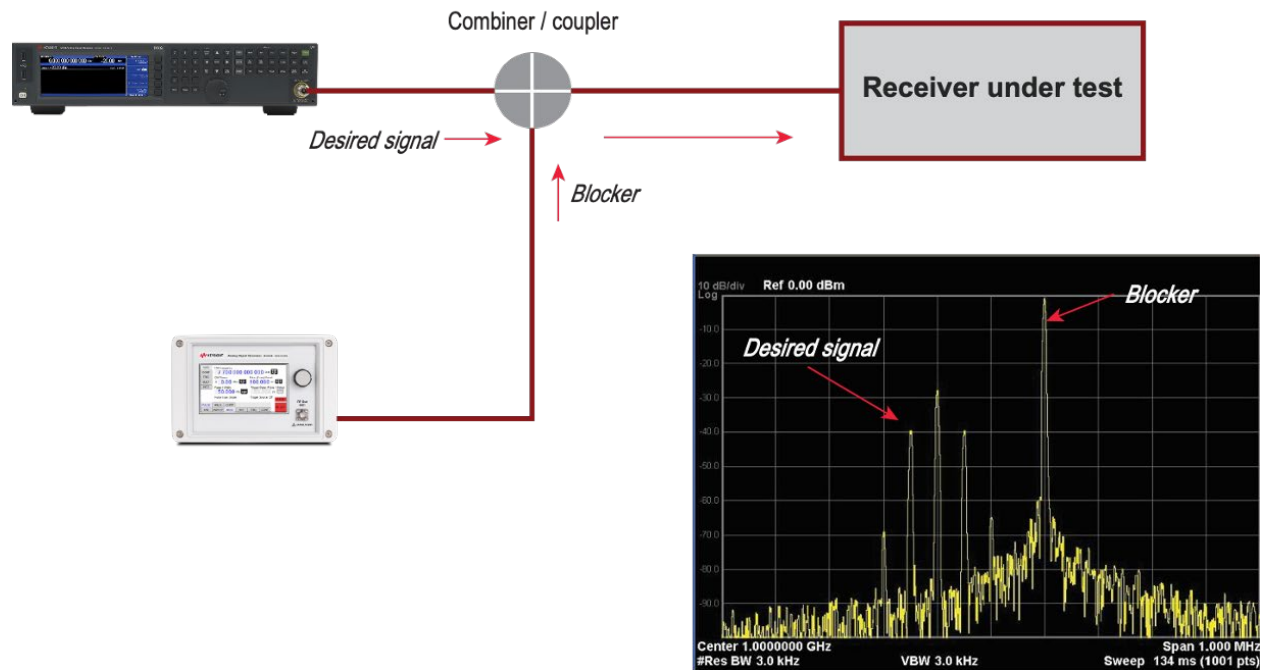 Combiner / coupler
Receiver under test
Desired signal
Blocker
10 dB/div Ref 0.00 dBm
Log
Blocker
Desired signal
-10.0
-20.0
-30.0
-40.0
-50.0
-60.0
-70.0
-80.0
-90.0
Center 1.0000000 GHz Span 1.000 MHz
#Res BW 3.0 kHz VBW 3.0 kHz Sweep 134 ms (1001 pts)